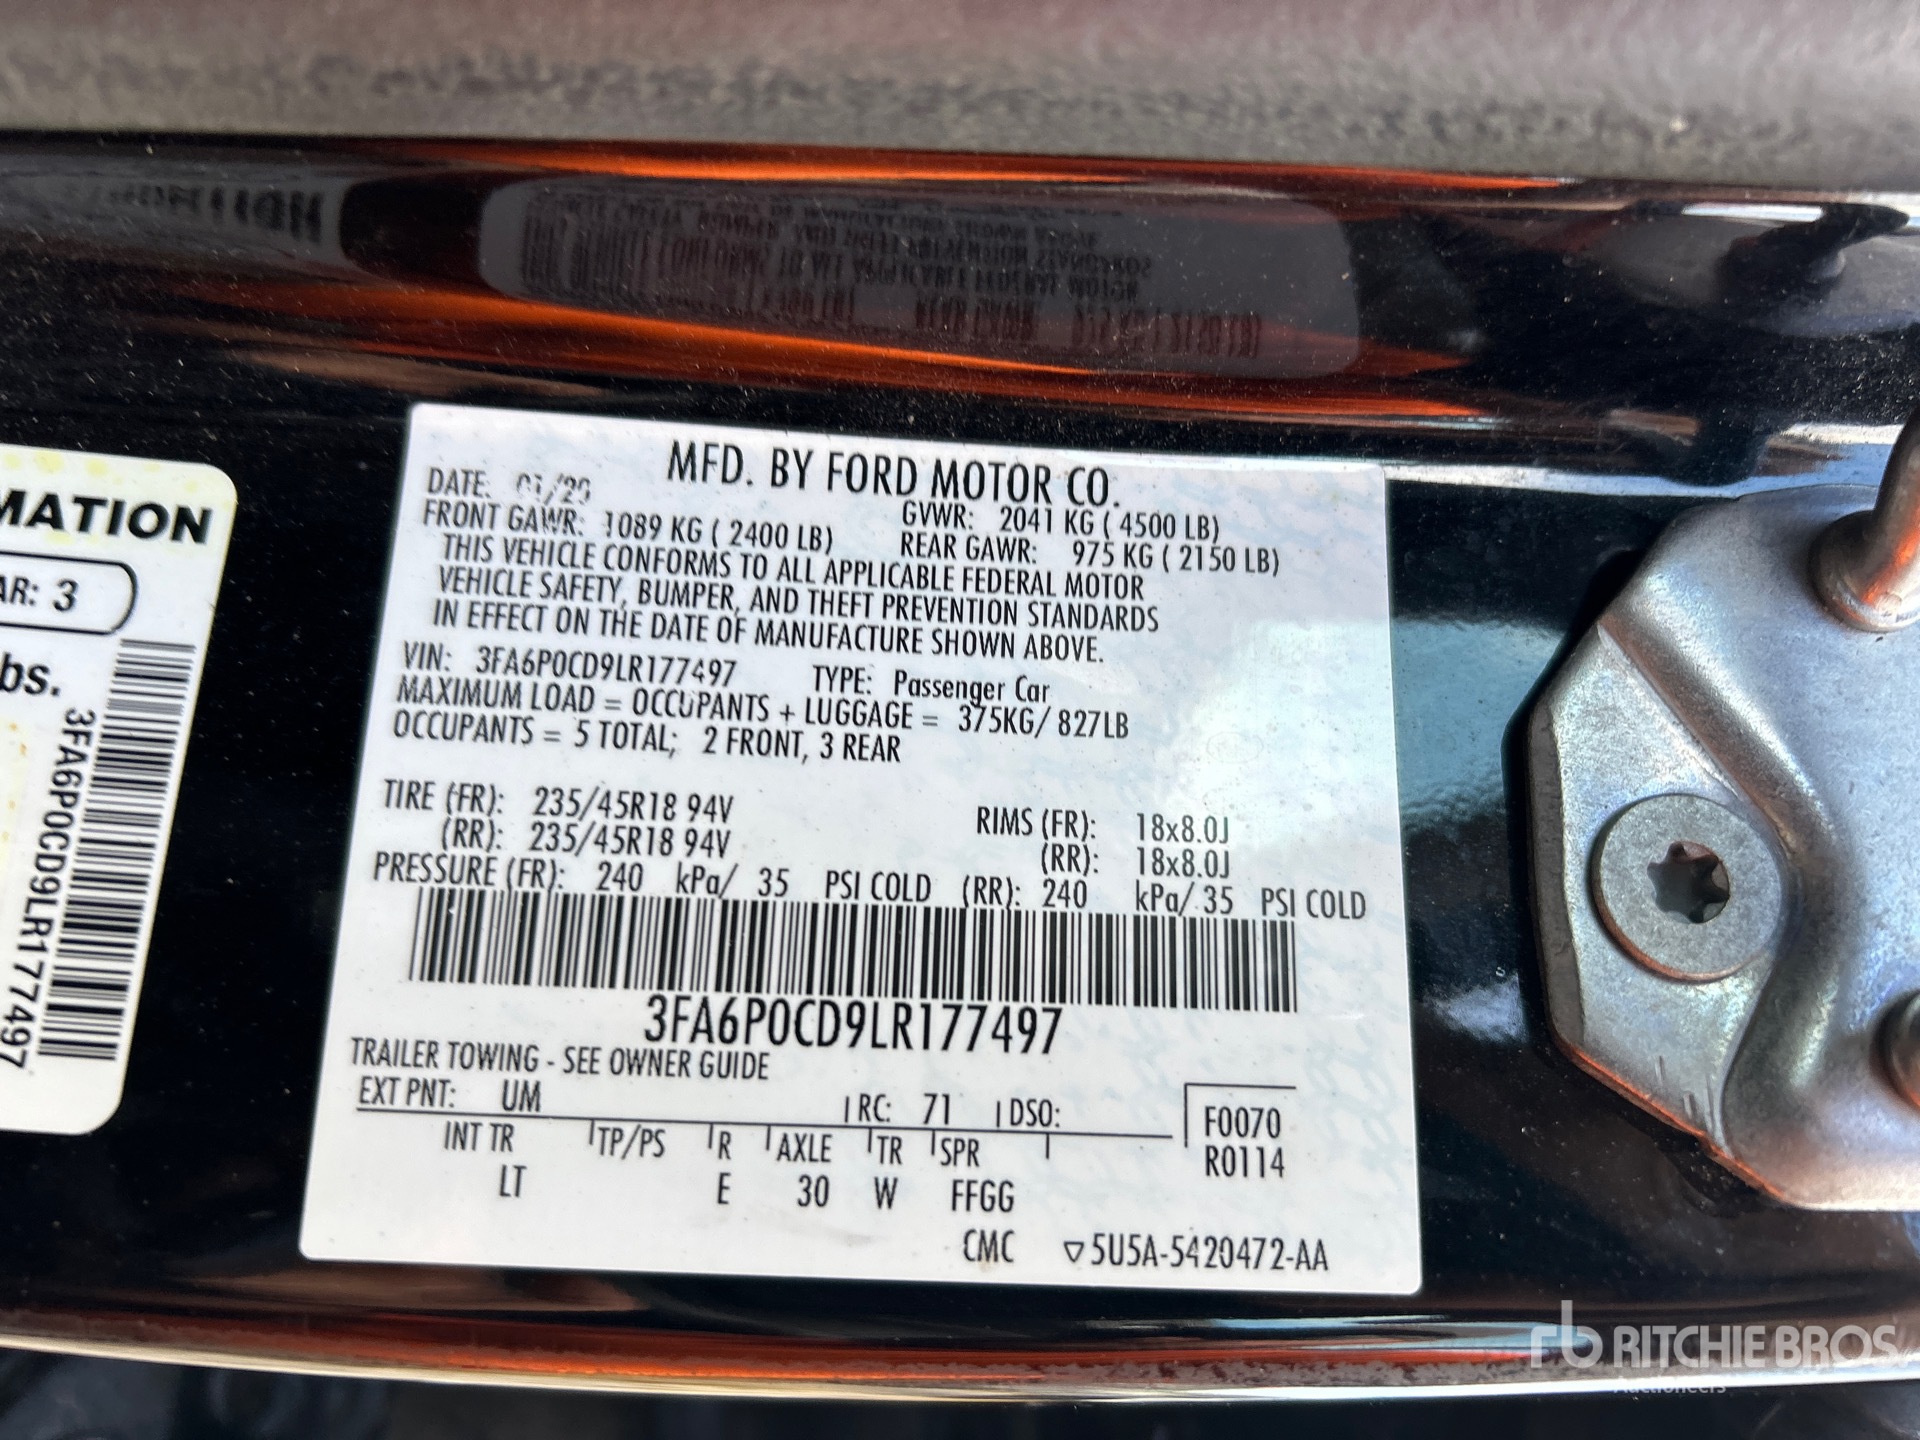 MATION
AR: 3
bs.
3FA6P0CD9LR177497
MFD. BY FORD MOTOR CO.
DATE: 01/20
GVWR: 2041 KG ( 4500 LB)
FRONT GAWR: 1089 KG ( 2400 LB)
REAR GAWR: 975 KG ( 2150 LB)
THIS VEHICLE CONFORMS TO ALL APPLICABLE FEDERAL MOTOR
VEHICLE SAFETY, BUMPER, AND THEFT PREVENTION STANDARDS
IN EFFECT ON THE DATE OF MANUFACTURE SHOWN ABOVE.
VIN: 3FA6P0CD9LR177497 TYPE: Passenger Car
MAXIMUM LOAD = OCCUPANTS + LUGGAGE = 375KG/ 827LB
OCCUPANTS = 5 TOTAL; 2 FRONT, 3 REAR
TIRE (FR): 235/45R18 94V RIMS (FR): 18x8.0J
(RR): 235/45R18 94V (RR): 18x8.0J
PRESSURE (FR): 240 kPa/ 35 PSI COLD (RR): 240 kPa/ 35 PSI COLD
3FA6P0CD9LR177497
TRAILER TOWING - SEE OWNER GUIDE
EXT PNT: UM RC: 71 DSO: F0070
INT TR TP/PS R AXLE TR SPR R0114
LT E 30 W FFGG
CMC ▽5U5A-5420472-AA
rb RITCHIE BROS.
Auctioneers